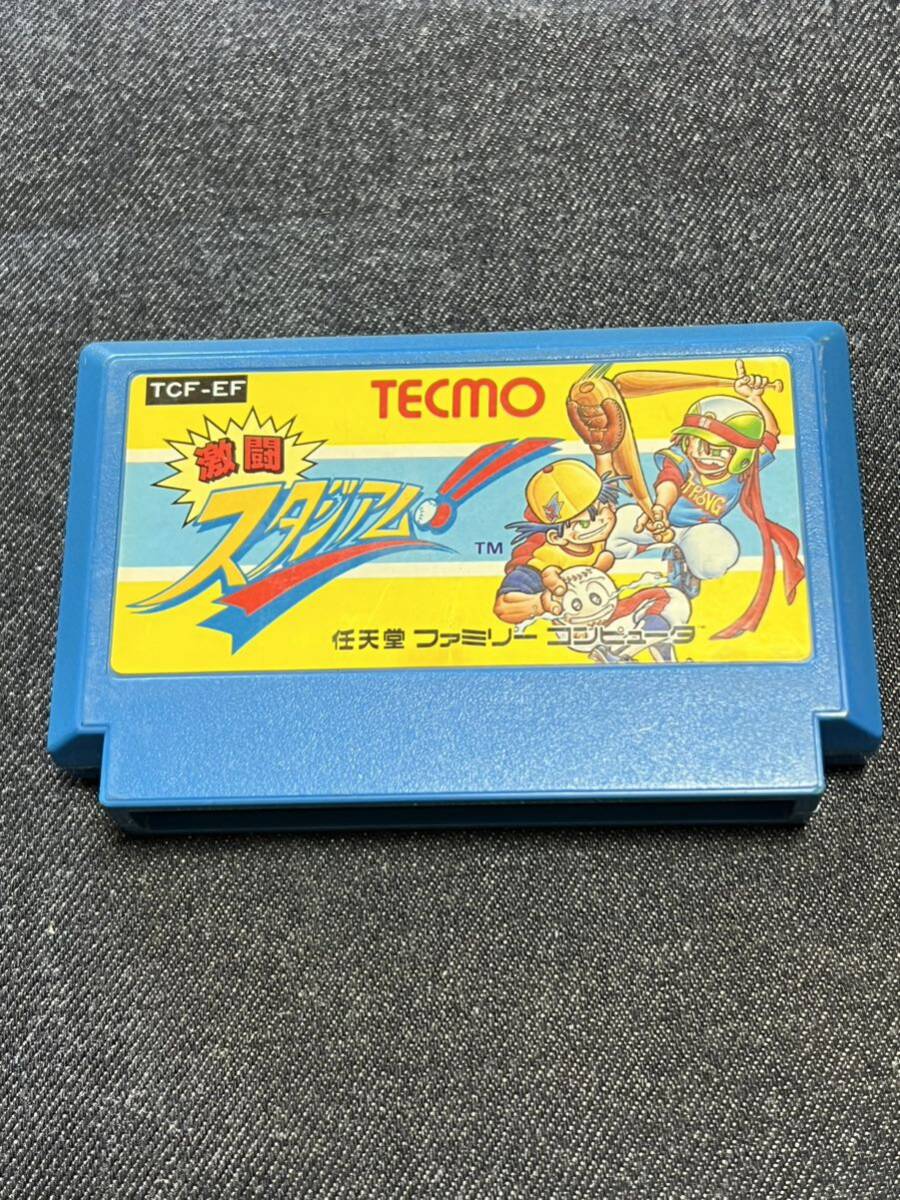 TCF-EF
TECMO
激闘
スタジアム!!
TM
STRONG
任天堂 ファミリー コンピュータ